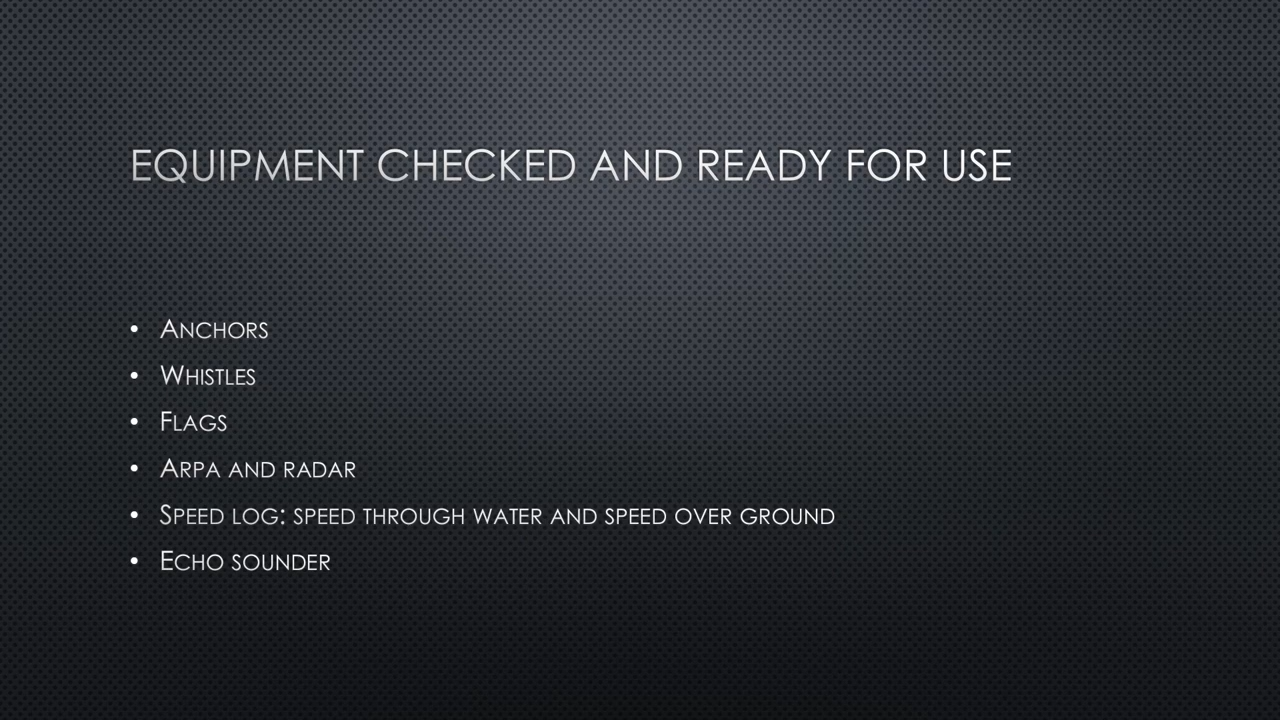 EQUIPMENT CHECKED AND READY FOR USE
• ANCHORS
• WHISTLES
• FLAGS
• ARPA AND RADAR
• SPEED LOG: SPEED THROUGH WATER AND SPEED OVER GROUND
• ECHO SOUNDER